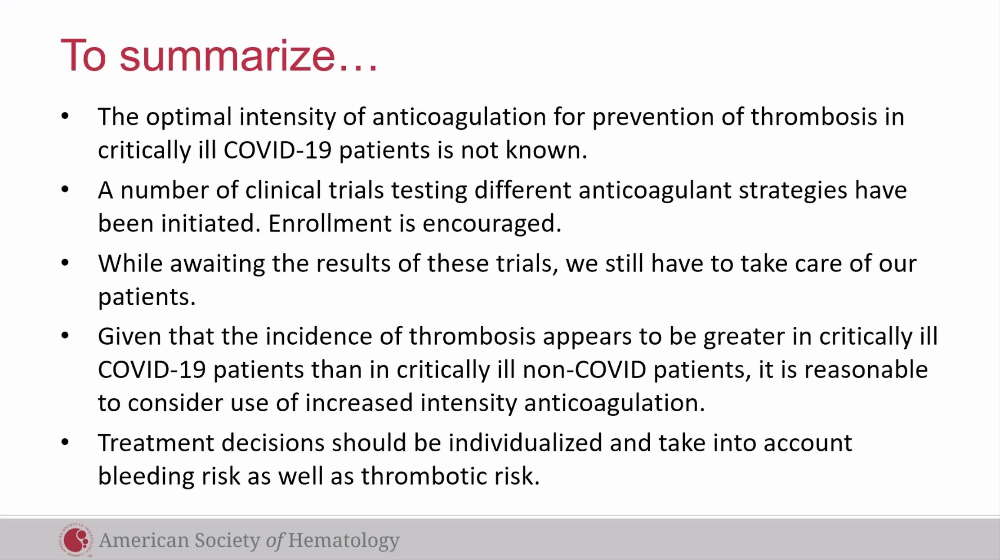 To summarize…
• The optimal intensity of anticoagulation for prevention of thrombosis in
critically ill COVID-19 patients is not known.
• A number of clinical trials testing different anticoagulant strategies have
been initiated. Enrollment is encouraged.
• While awaiting the results of these trials, we still have to take care of our
patients.
• Given that the incidence of thrombosis appears to be greater in critically ill
COVID-19 patients than in critically ill non-COVID patients, it is reasonable
to consider use of increased intensity anticoagulation.
• Treatment decisions should be individualized and take into account
bleeding risk as well as thrombotic risk.
AMERICAN SOCIETY OF HEMATOLOGY
®
American Society of Hematology